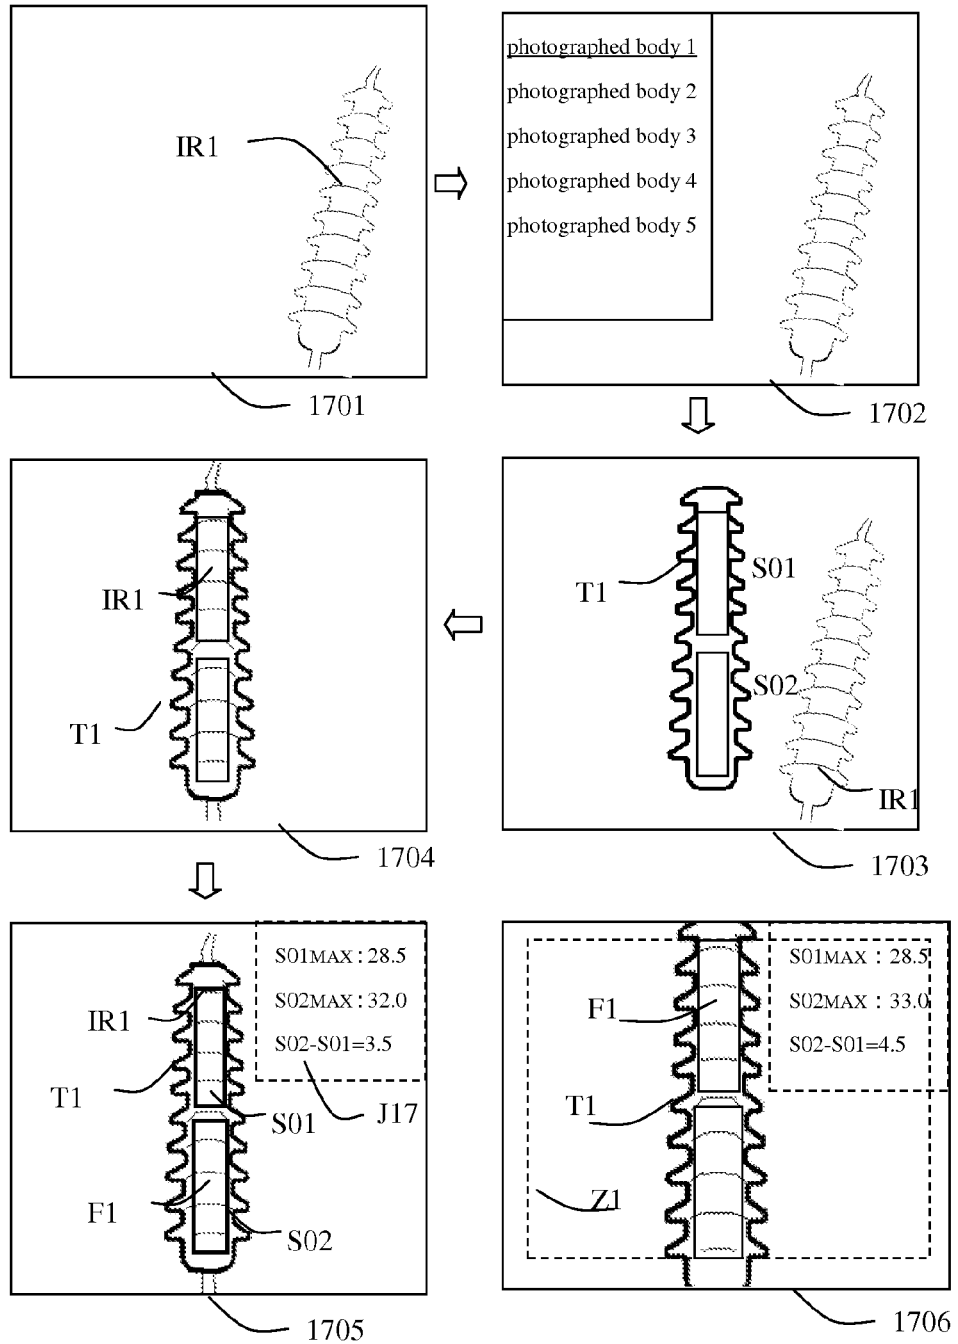 IR1
1701
photographed body 1
photographed body 2
photographed body 3
photographed body 4
photographed body 5
1702
IR1
T1
1704
T1
S01
S02
IR1
1703
S01MAX : 28.5
S02MAX : 32.0
S02-S01=3.5
IR1
T1
S01
J17
F1
S02
1705
S01MAX : 28.5
S02MAX : 33.0
S02-S01=4.5
F1
T1
Z1
1706